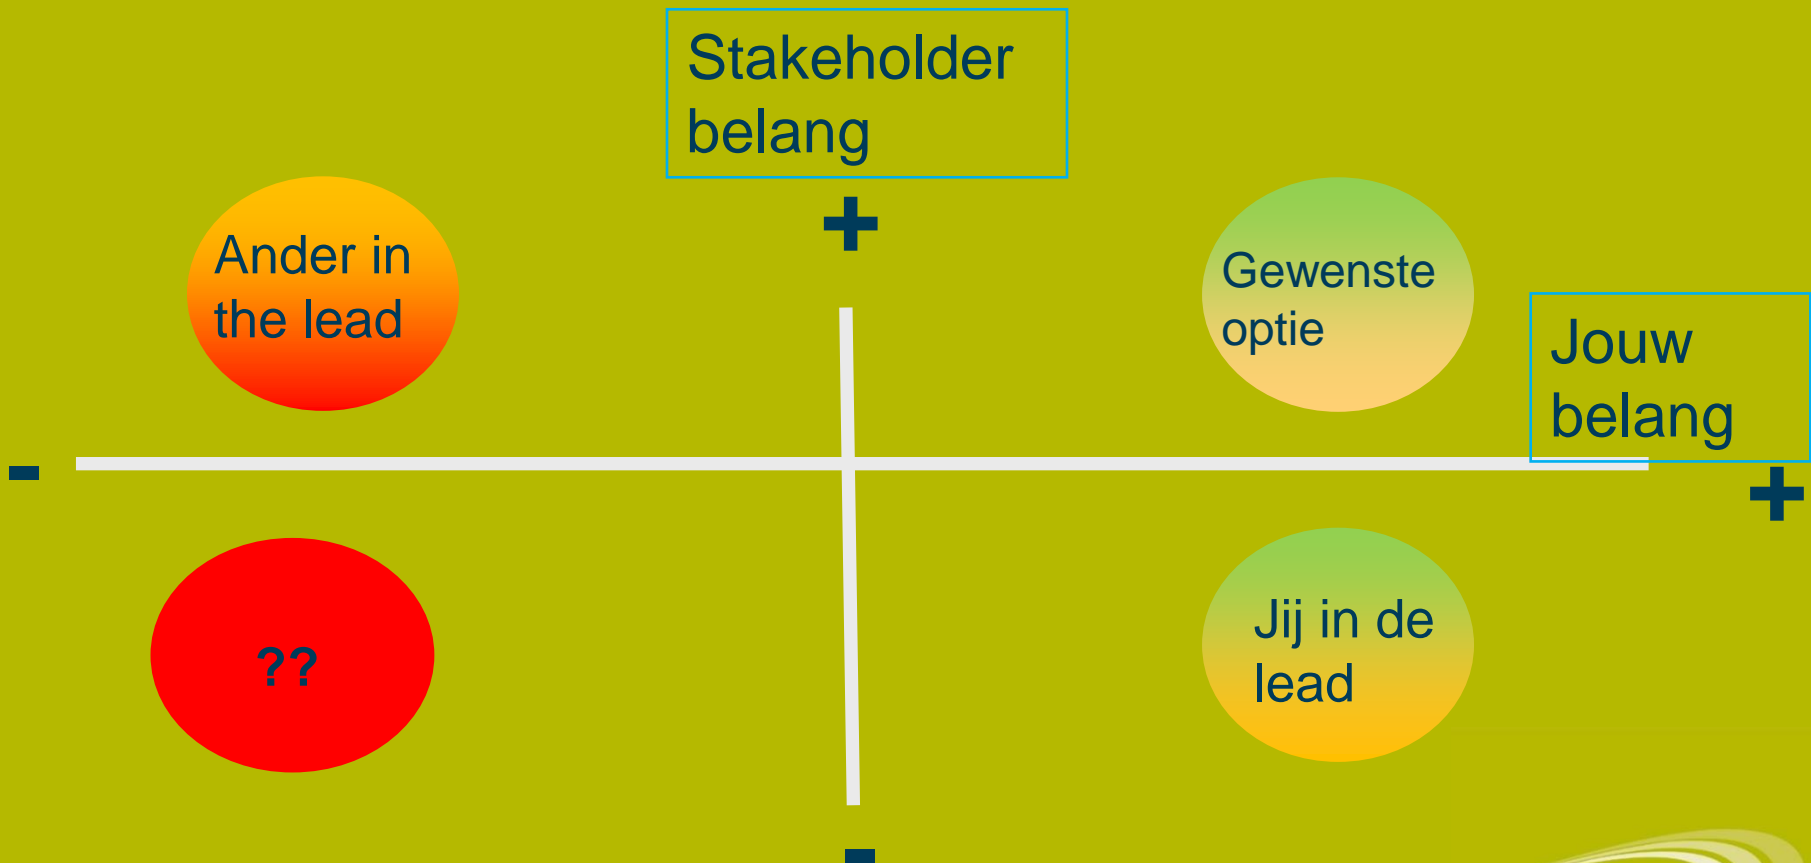 Stakeholder
belang
+
Ander in
the lead
Gewenste
optie
Jouw
belang
-
+
??
Jij in de
lead
-